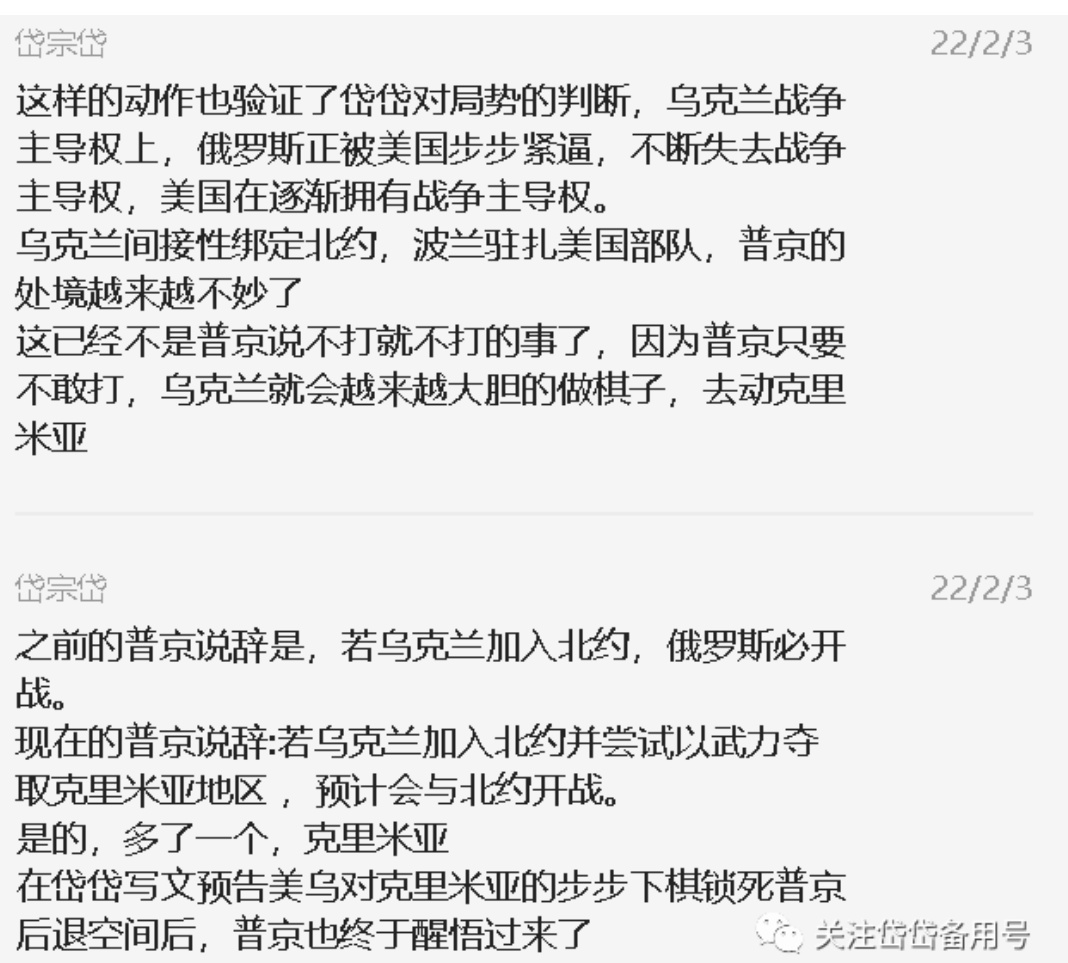 岱宗岱 22/2/3
这样的动作也验证了岱岱对局势的判断，乌克兰战争
主导权上，俄罗斯正被美国步步紧逼，不断失去战争
主导权，美国在逐渐拥有战争主导权。
乌克兰间接性绑定北约，波兰驻扎美国部队，普京的
处境越来越不妙了
这已经不是普京说不打就不打的事了，因为普京只要
不敢打，乌克兰就会越来越大胆的做棋子，去动克里
米亚
岱宗岱 22/2/3
之前的普京说辞是，若乌克兰加入北约，俄罗斯必开
战。
现在的普京说辞:若乌克兰加入北约并尝试以武力夺
取克里米亚地区 ，预计会与北约开战。
是的，多了一个，克里米亚
在岱岱写文预告美乌对克里米亚的步步下棋锁死普京
后退空间后，普京也终于醒悟过来了
关注岱岱备用号